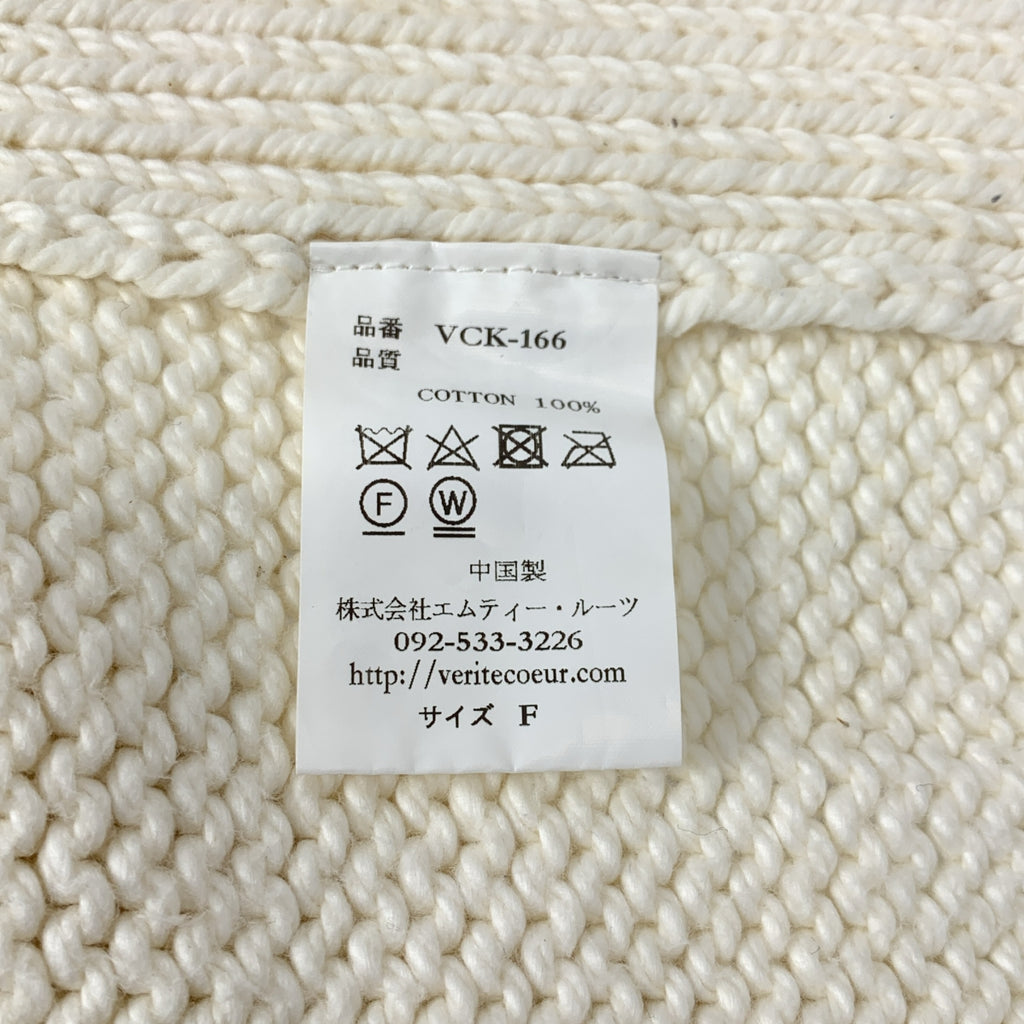 品番 VCK-166
品質
COTTON 100%
F W
中国製
株式会社エムティー・ルーツ
092-533-3226
http://veritecoeur.com
サイズ F